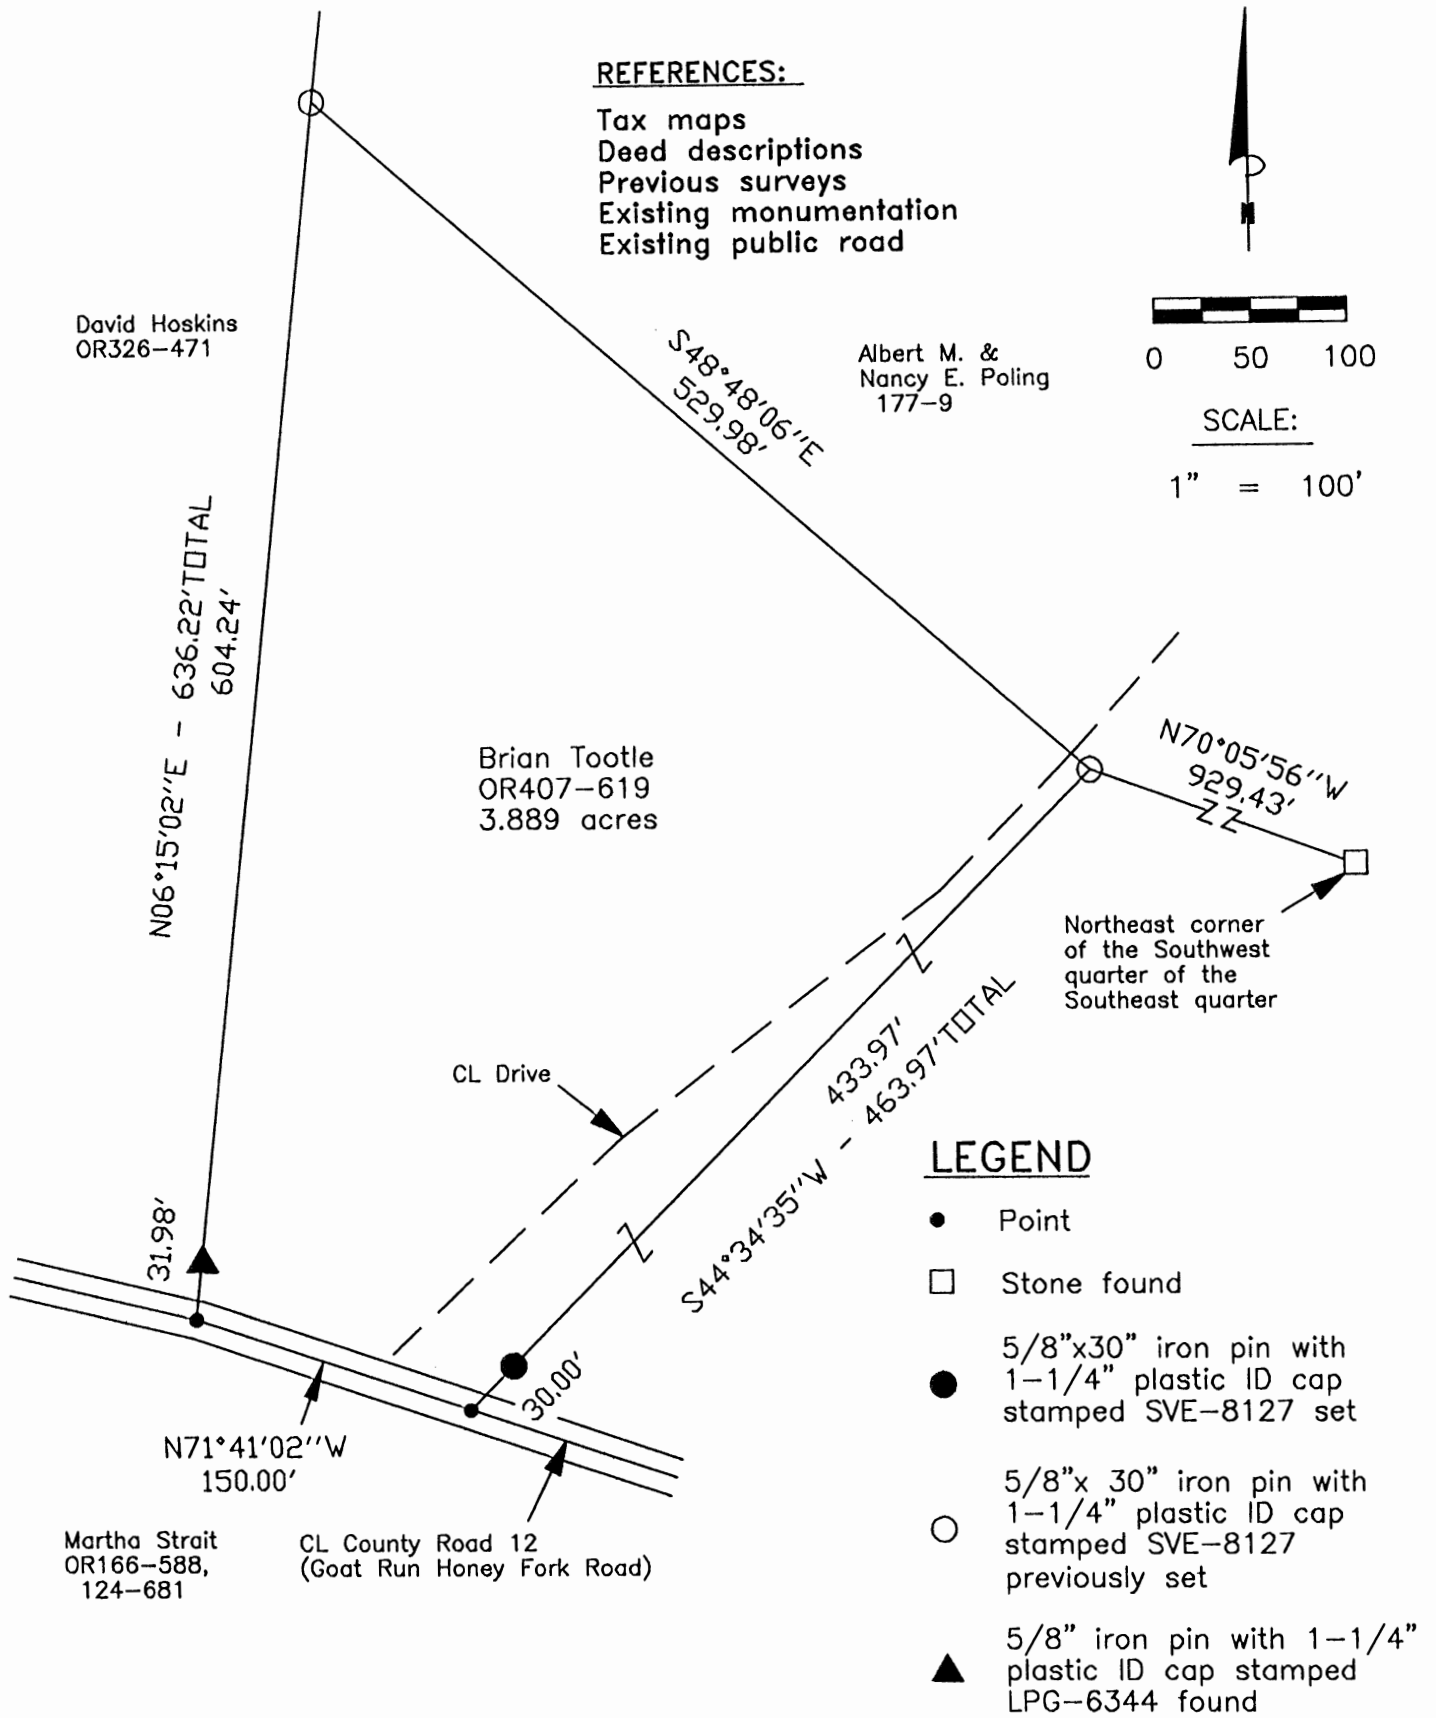 REFERENCES:
Tax maps
Deed descriptions
Previous surveys
Existing monumentation
Existing public road
N
0 50 100
SCALE:
1" = 100'
David Hoskins
OR326-471
S48°48'06"E
529.98'
Albert M. &
Nancy E. Poling
177-9
N06°15'02"E - 636.22'TOTAL
604.24'
Brian Tootle
OR407-619
3.889 acres
N70°05'56"W
929.43'
Northeast corner
of the Southwest
quarter of the
Southeast quarter
CL Drive
433.97'
S44°34'35"W - 463.97'TOTAL
31.98'
30.00'
N71°41'02"W
150.00'
Martha Strait
OR166-588,
124-681
CL County Road 12
(Goat Run Honey Fork Road)
LEGEND
Point
Stone found
5/8"x30" iron pin with
1-1/4" plastic ID cap
stamped SVE-8127 set
5/8"x 30" iron pin with
1-1/4" plastic ID cap
stamped SVE-8127
previously set
5/8" iron pin with 1-1/4"
plastic ID cap stamped
LPG-6344 found